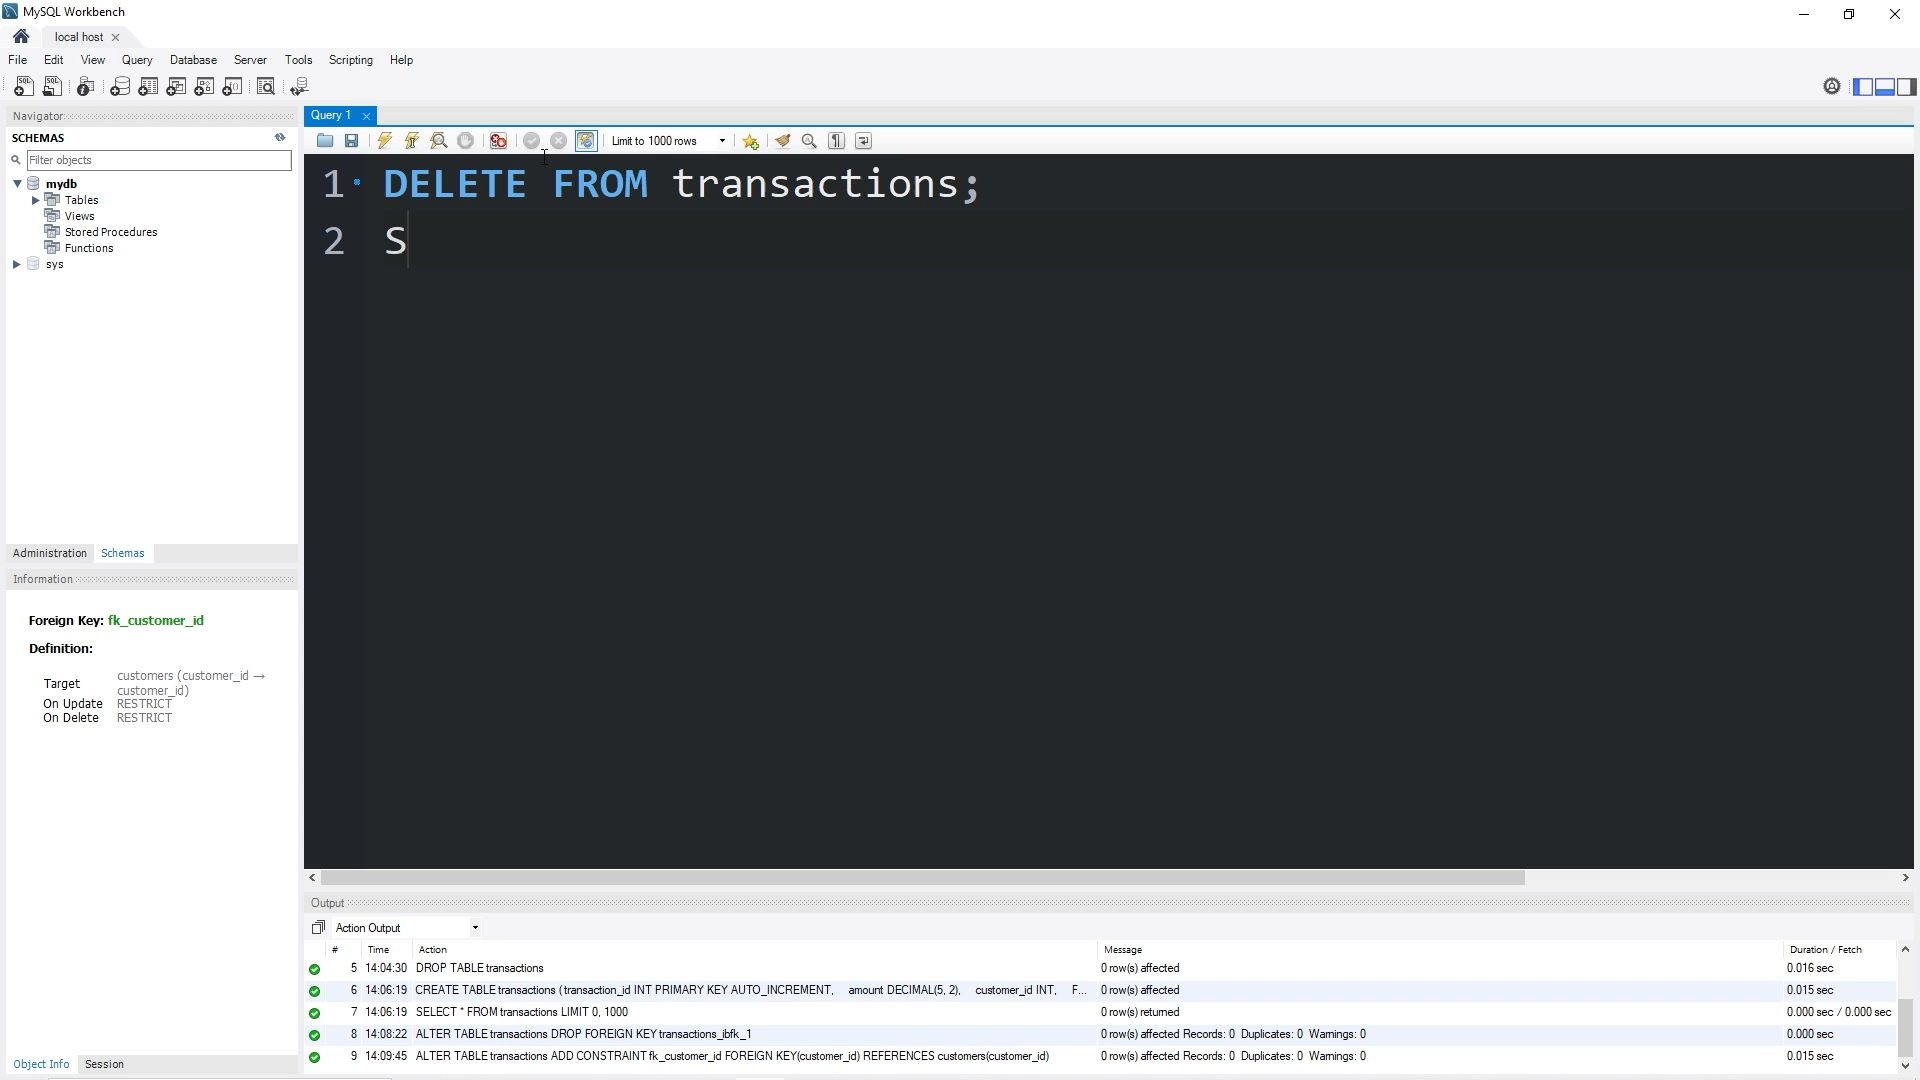 MySQL Workbench
local host
File Edit View Query Database Server Tools Scripting Help
Navigator
SCHEMAS
Filter objects
mydb
Tables
Views
Stored Procedures
Functions
sys
Administration Schemas
Information
Foreign Key: fk_customer_id
Definition:
Target customers (customer_id →
customer_id)
On Update RESTRICT
On Delete RESTRICT
Object Info Session
Query 1
Limit to 1000 rows
1 DELETE FROM transactions;
2 S
Output
Action Output
# Time Action Message Duration / Fetch
5 14:04:30 DROP TABLE transactions 0 row(s) affected 0.016 sec
6 14:06:19 CREATE TABLE transactions ( transaction_id INT PRIMARY KEY AUTO_INCREMENT, amount DECIMAL(5, 2), customer_id INT, F... 0 row(s) affected 0.015 sec
7 14:06:19 SELECT * FROM transactions LIMIT 0, 1000 0 row(s) returned 0.000 sec / 0.000 sec
8 14:08:22 ALTER TABLE transactions DROP FOREIGN KEY transactions_ibfk_1 0 row(s) affected Records: 0 Duplicates: 0 Warnings: 0 0.000 sec
9 14:09:45 ALTER TABLE transactions ADD CONSTRAINT fk_customer_id FOREIGN KEY(customer_id) REFERENCES customers(customer_id) 0 row(s) affected Records: 0 Duplicates: 0 Warnings: 0 0.015 sec